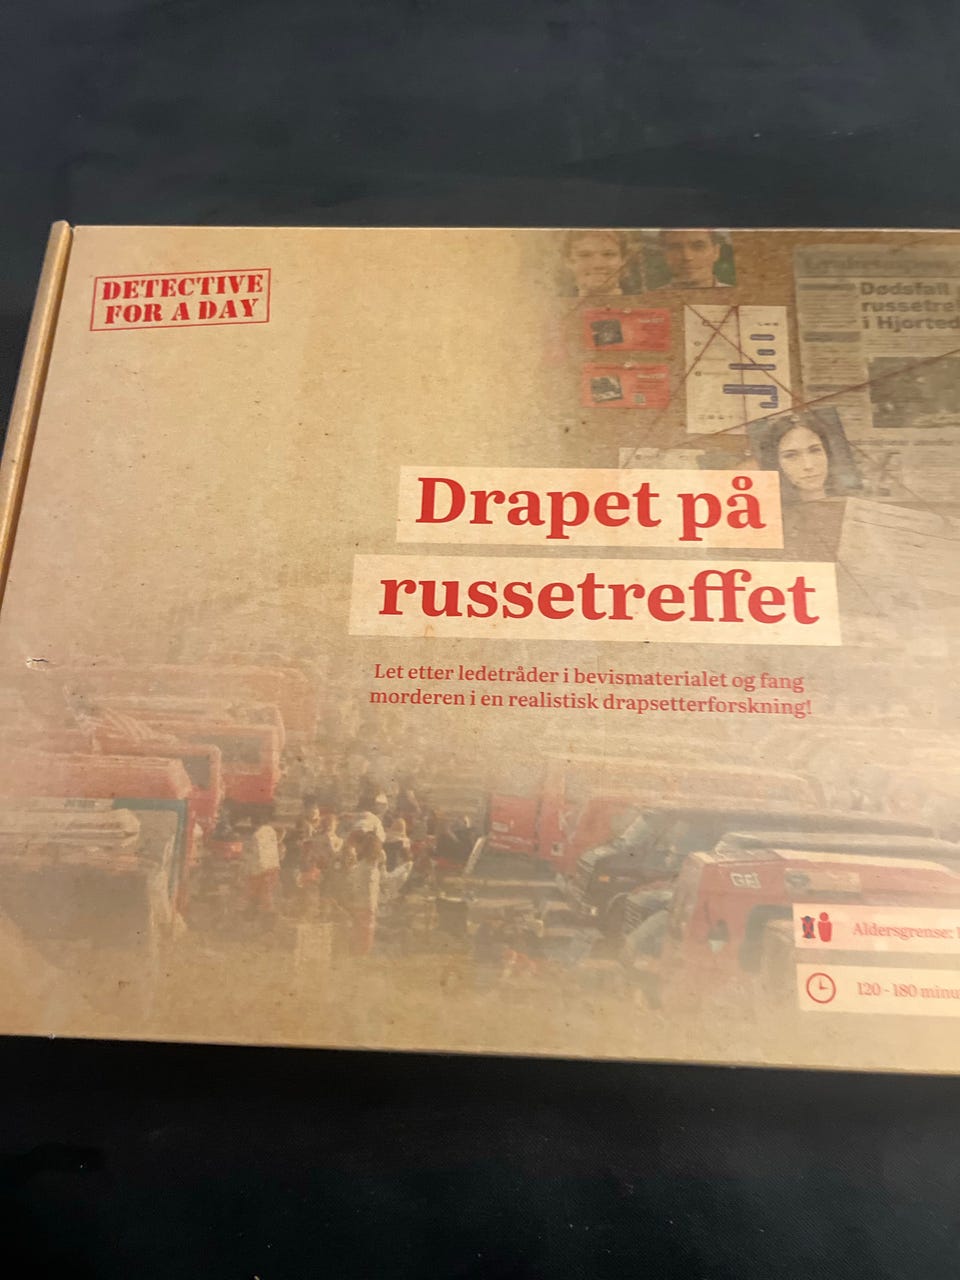 DETECTIVE
FOR A DAY
Dødsfall
russetre
i Hjorted
Drapet på
russetreffet
Let etter ledetråder i bevismaterialet og fang
morderen i en realistisk drapsetterforskning!
GEJ
Aldersgrense:
120 - 180 minu